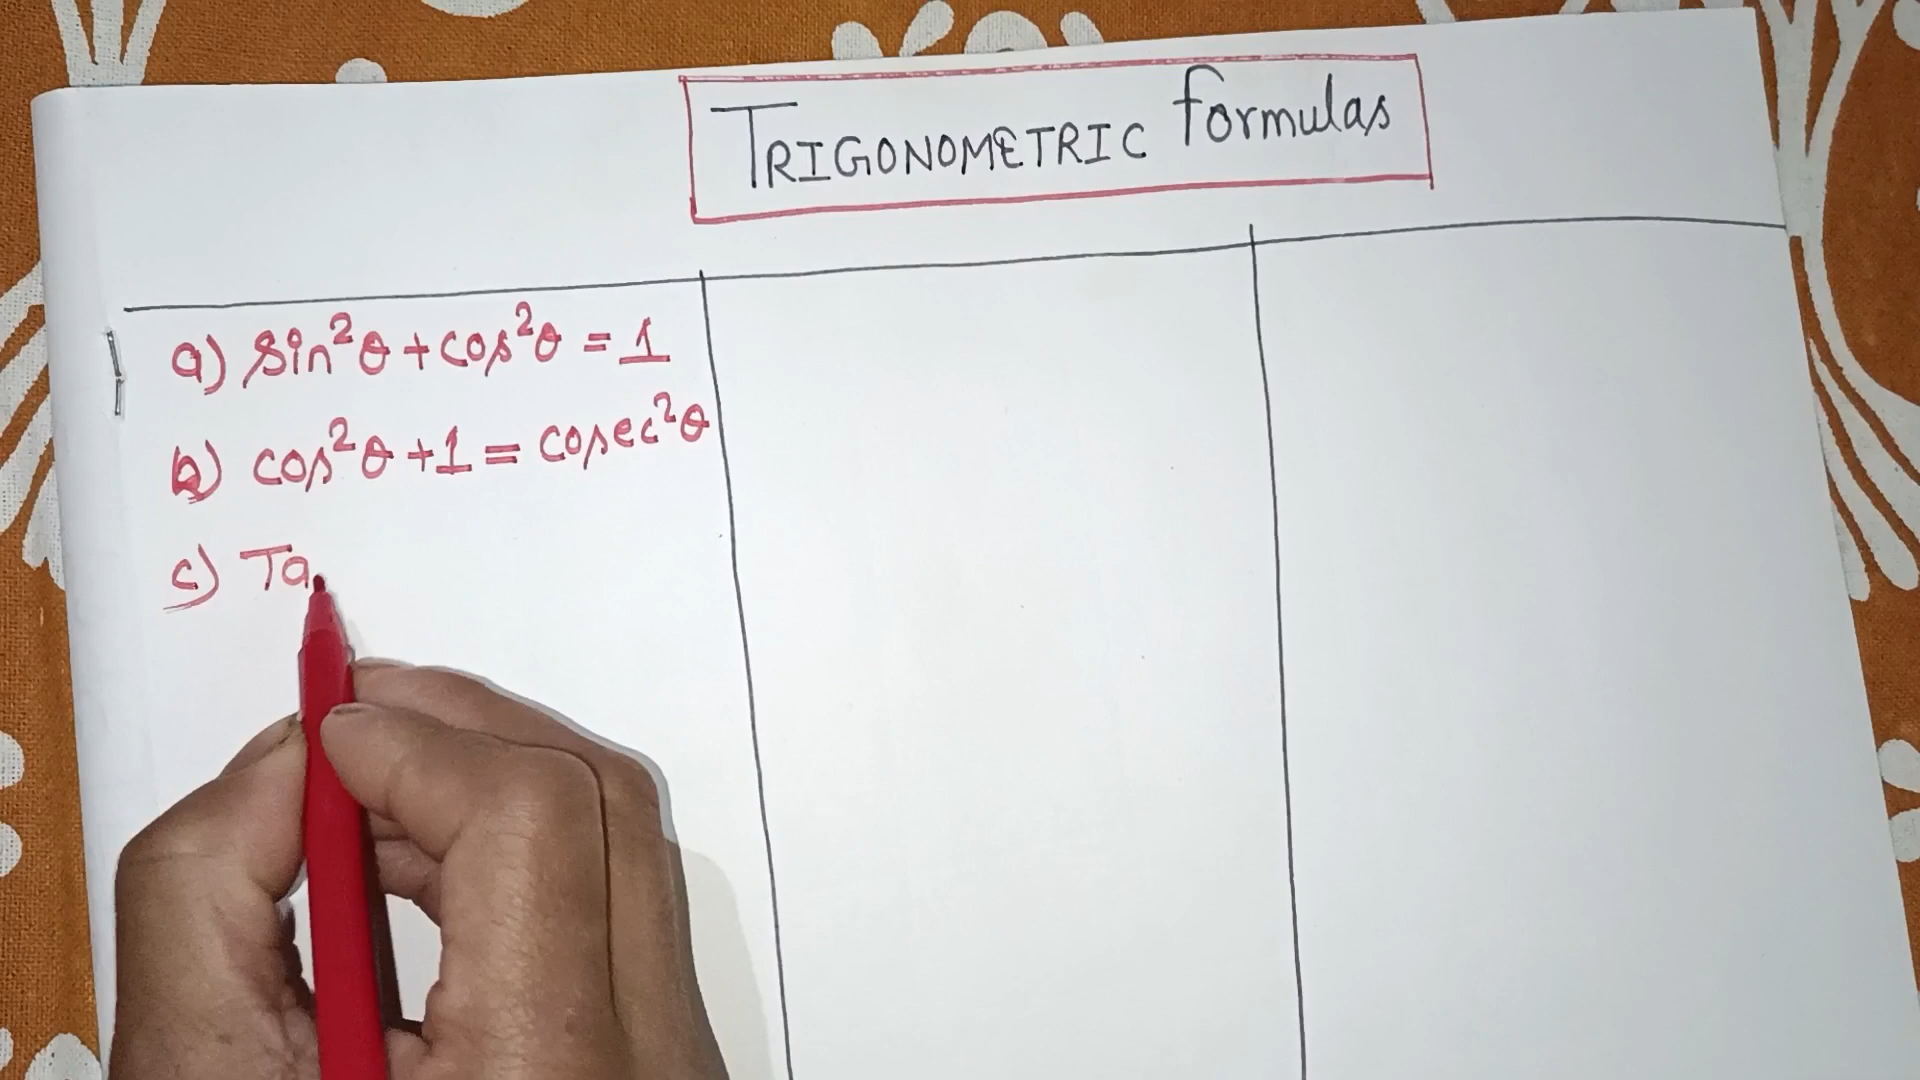 TRIGONOMETRIC formulas
a) sin²θ + cos²θ = 1
b) cos²θ + 1 = cosec²θ
c) Ta